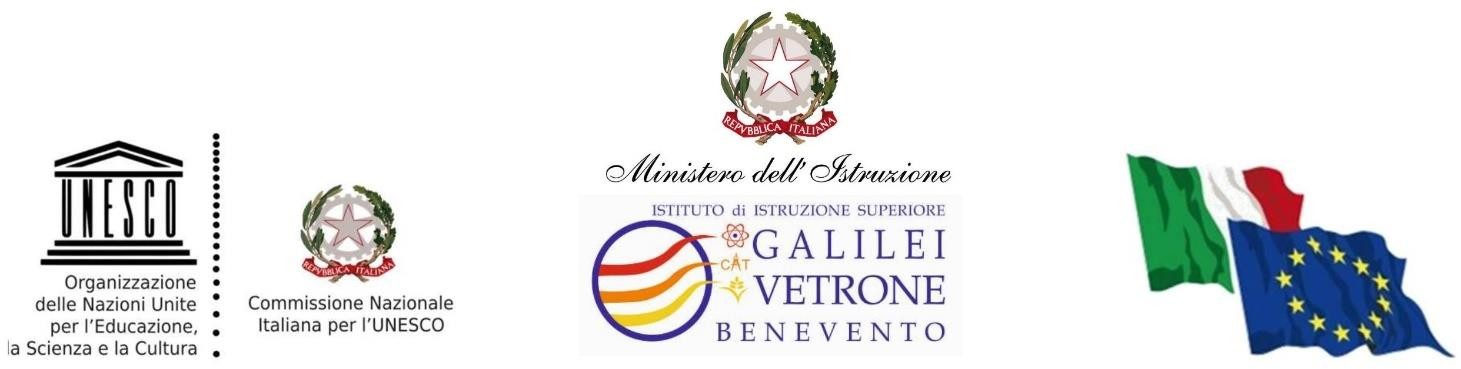 UNESCO
Organizzazione
delle Nazioni Unite
per l'Educazione,
la Scienza e la Cultura
REPVBBLICA ITALIANA
Commissione Nazionale
Italiana per l'UNESCO
REPVBBLICA ITALIANA
Ministero dell' Istruzione
ISTITUTO di ISTRUZIONE SUPERIORE
GALILEI
CAT
VETRONE
BENEVENTO